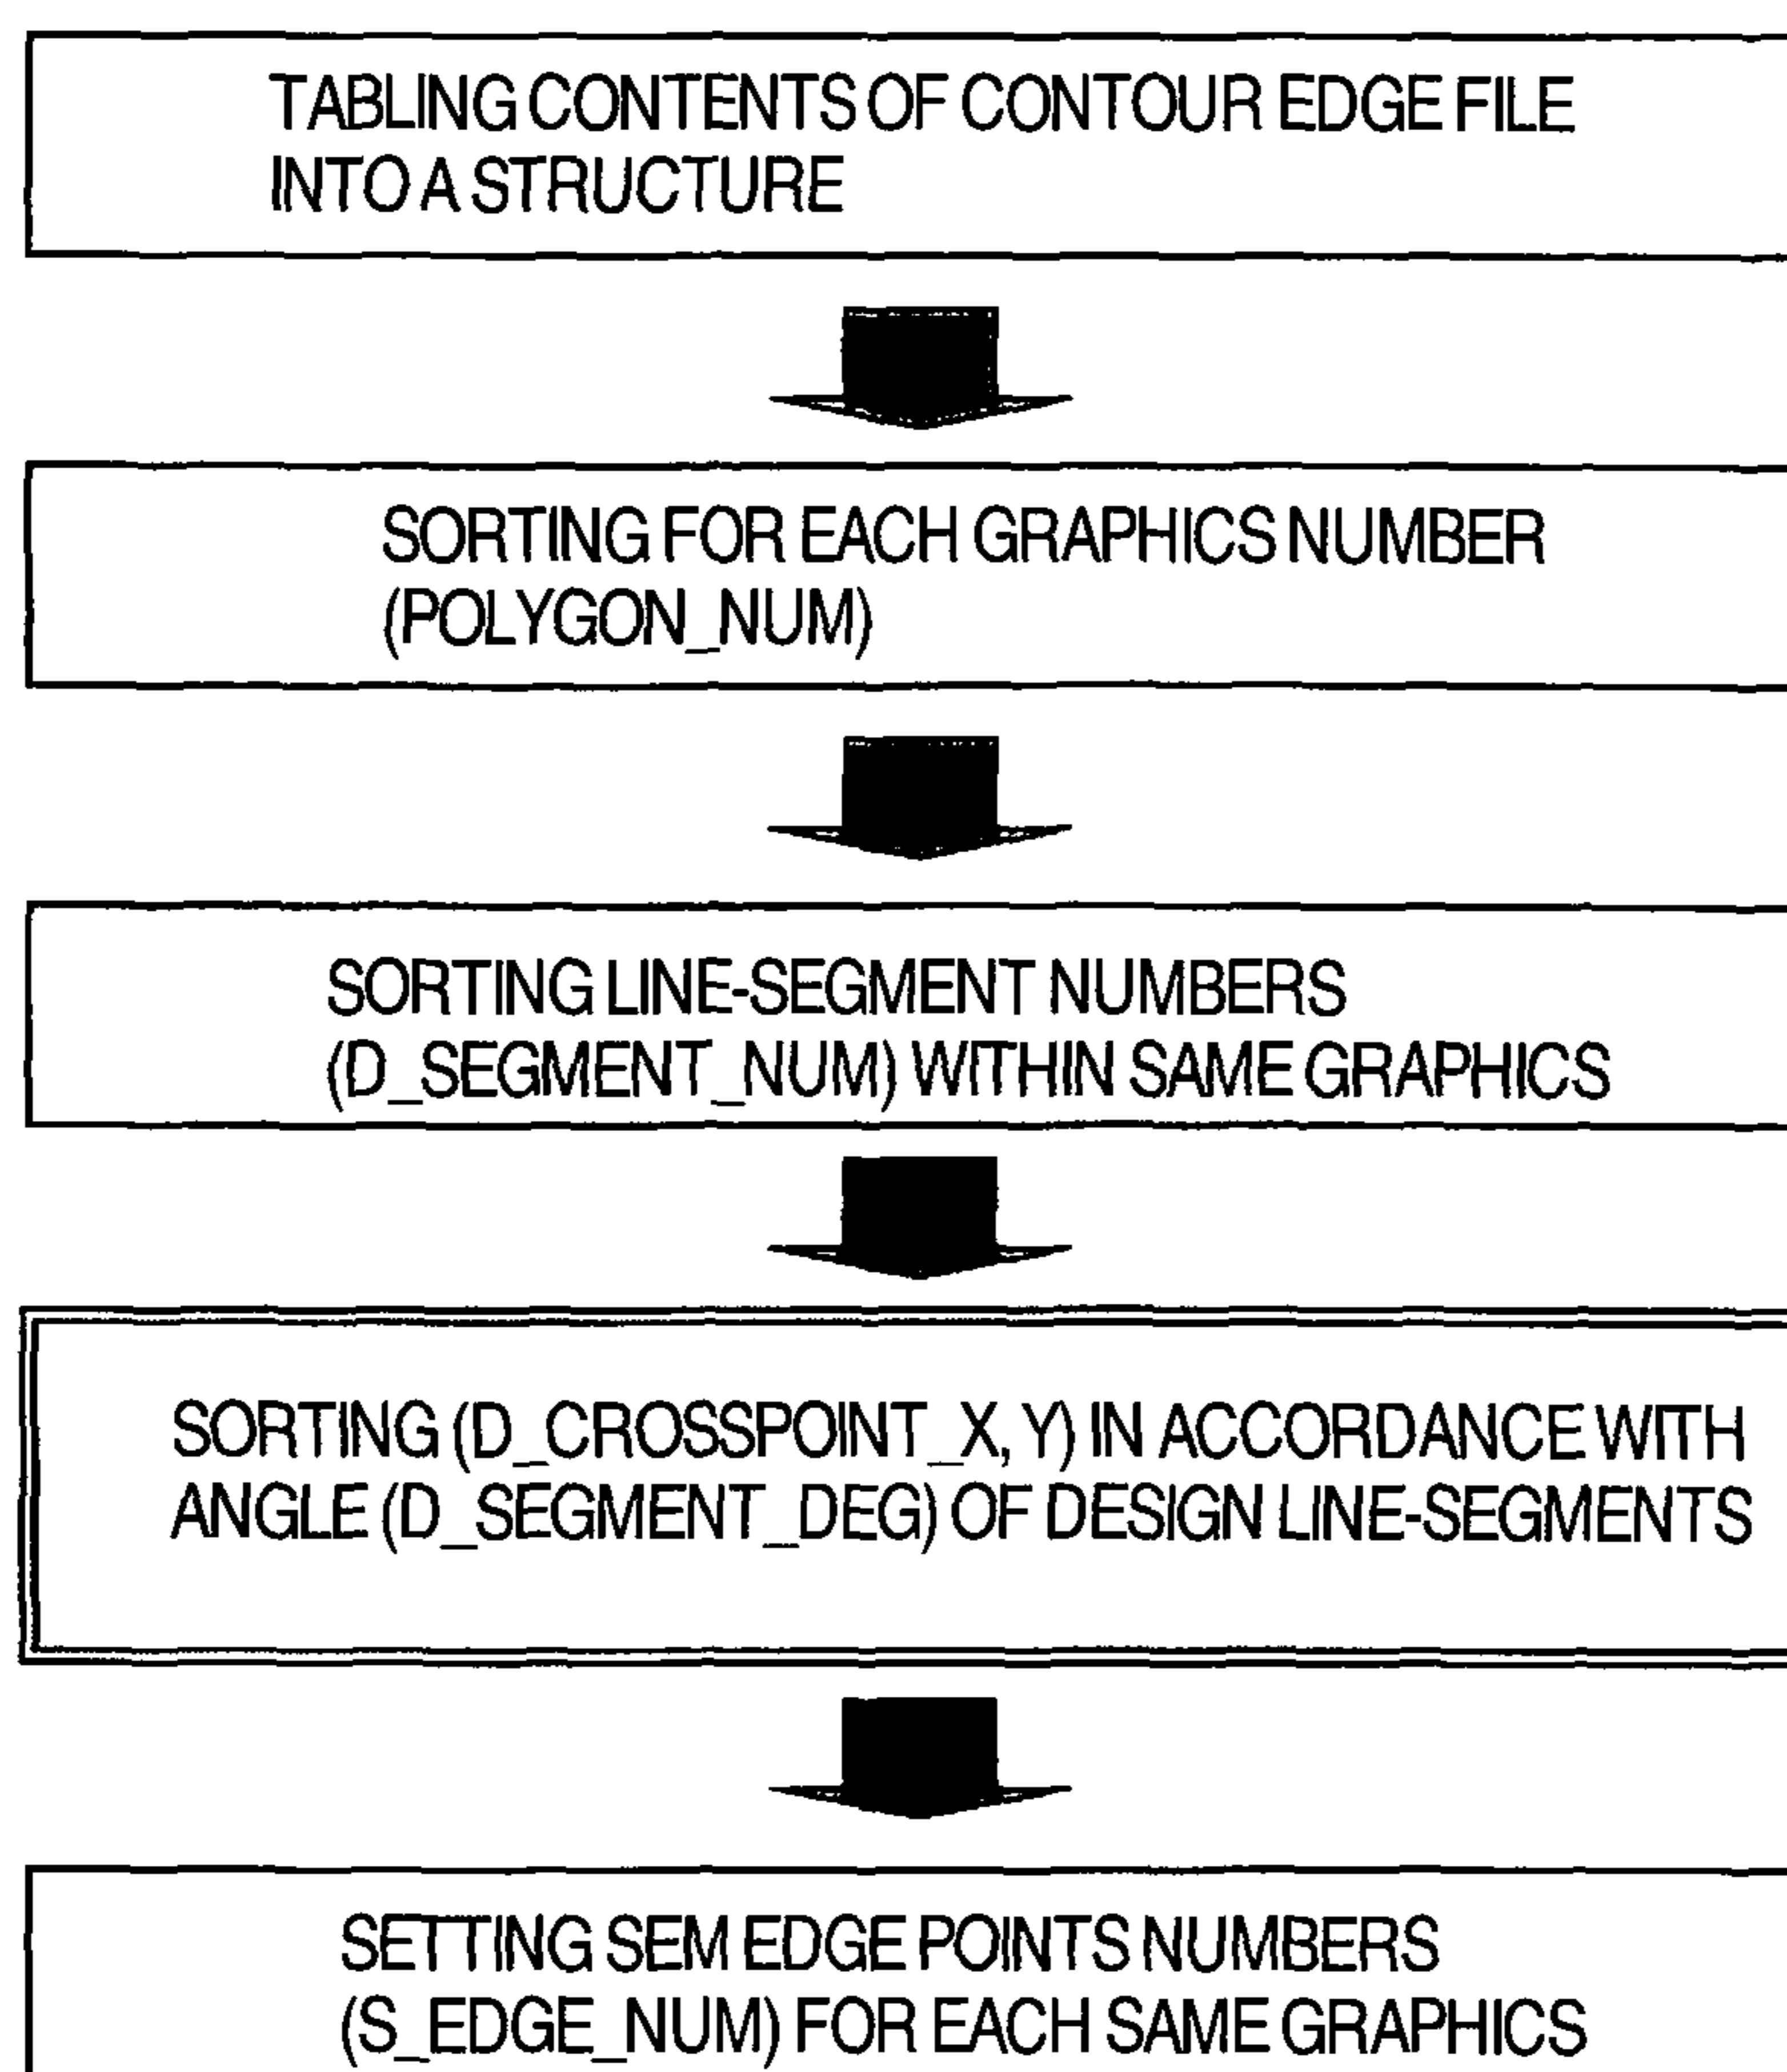 TABLING CONTENTS OF CONTOUR EDGE FILE
INTO A STRUCTURE
SORTING FOR EACH GRAPHICS NUMBER
(POLYGON_NUM)
SORTING LINE-SEGMENT NUMBERS
(D_SEGMENT_NUM) WITHIN SAME GRAPHICS
SORTING (D_CROSSPOINT_X, Y) IN ACCORDANCE WITH
ANGLE (D_SEGMENT_DEG) OF DESIGN LINE-SEGMENTS
SETTING SEM EDGE POINTS NUMBERS
(S_EDGE_NUM) FOR EACH SAME GRAPHICS